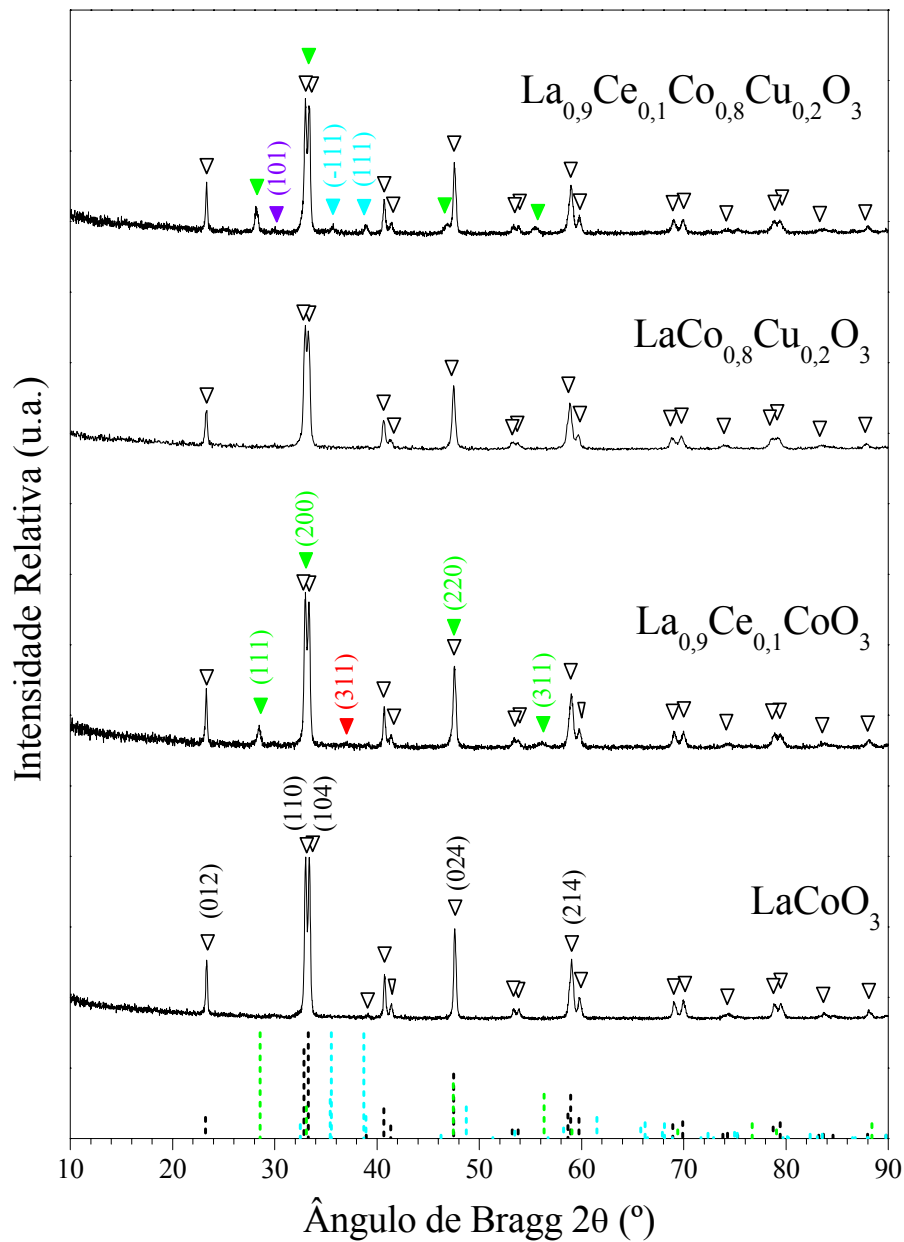 La0,9Ce0,1Co0,8Cu0,2O3
(101)
(-111)
(111)
LaCo0,8Cu0,2O3
(200)
(220)
La0,9Ce0,1CoO3
(111)
(311)
(311)
(110)
(104)
(012)
(024)
(214)
LaCoO3
Intensidade Relativa (u.a.)
10 20 30 40 50 60 70 80 90
Ângulo de Bragg 2θ (º)